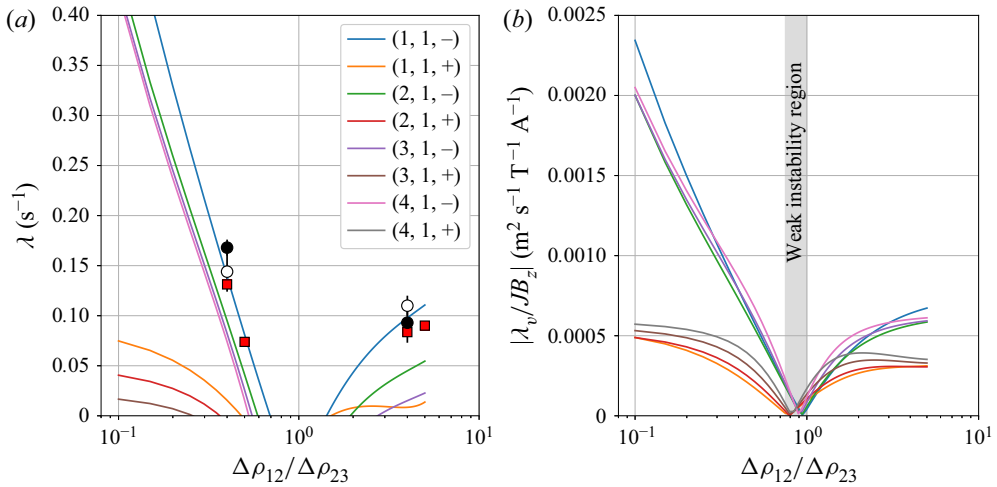 (a)
0.40
0.35
0.30
0.25
0.20
0.15
0.10
0.05
0
λ (s⁻¹)
10⁻¹
10⁰
10¹
Δρ₁₂/Δρ₂₃
(1, 1, –)
(1, 1, +)
(2, 1, –)
(2, 1, +)
(3, 1, –)
(3, 1, +)
(4, 1, –)
(4, 1, +)
(b)
0.0025
0.0020
0.0015
0.0010
0.0005
0
|λᵥ/JB_z| (m² s⁻¹ T⁻¹ A⁻¹)
Weak instability region
10⁻¹
10⁰
10¹
Δρ₁₂/Δρ₂₃